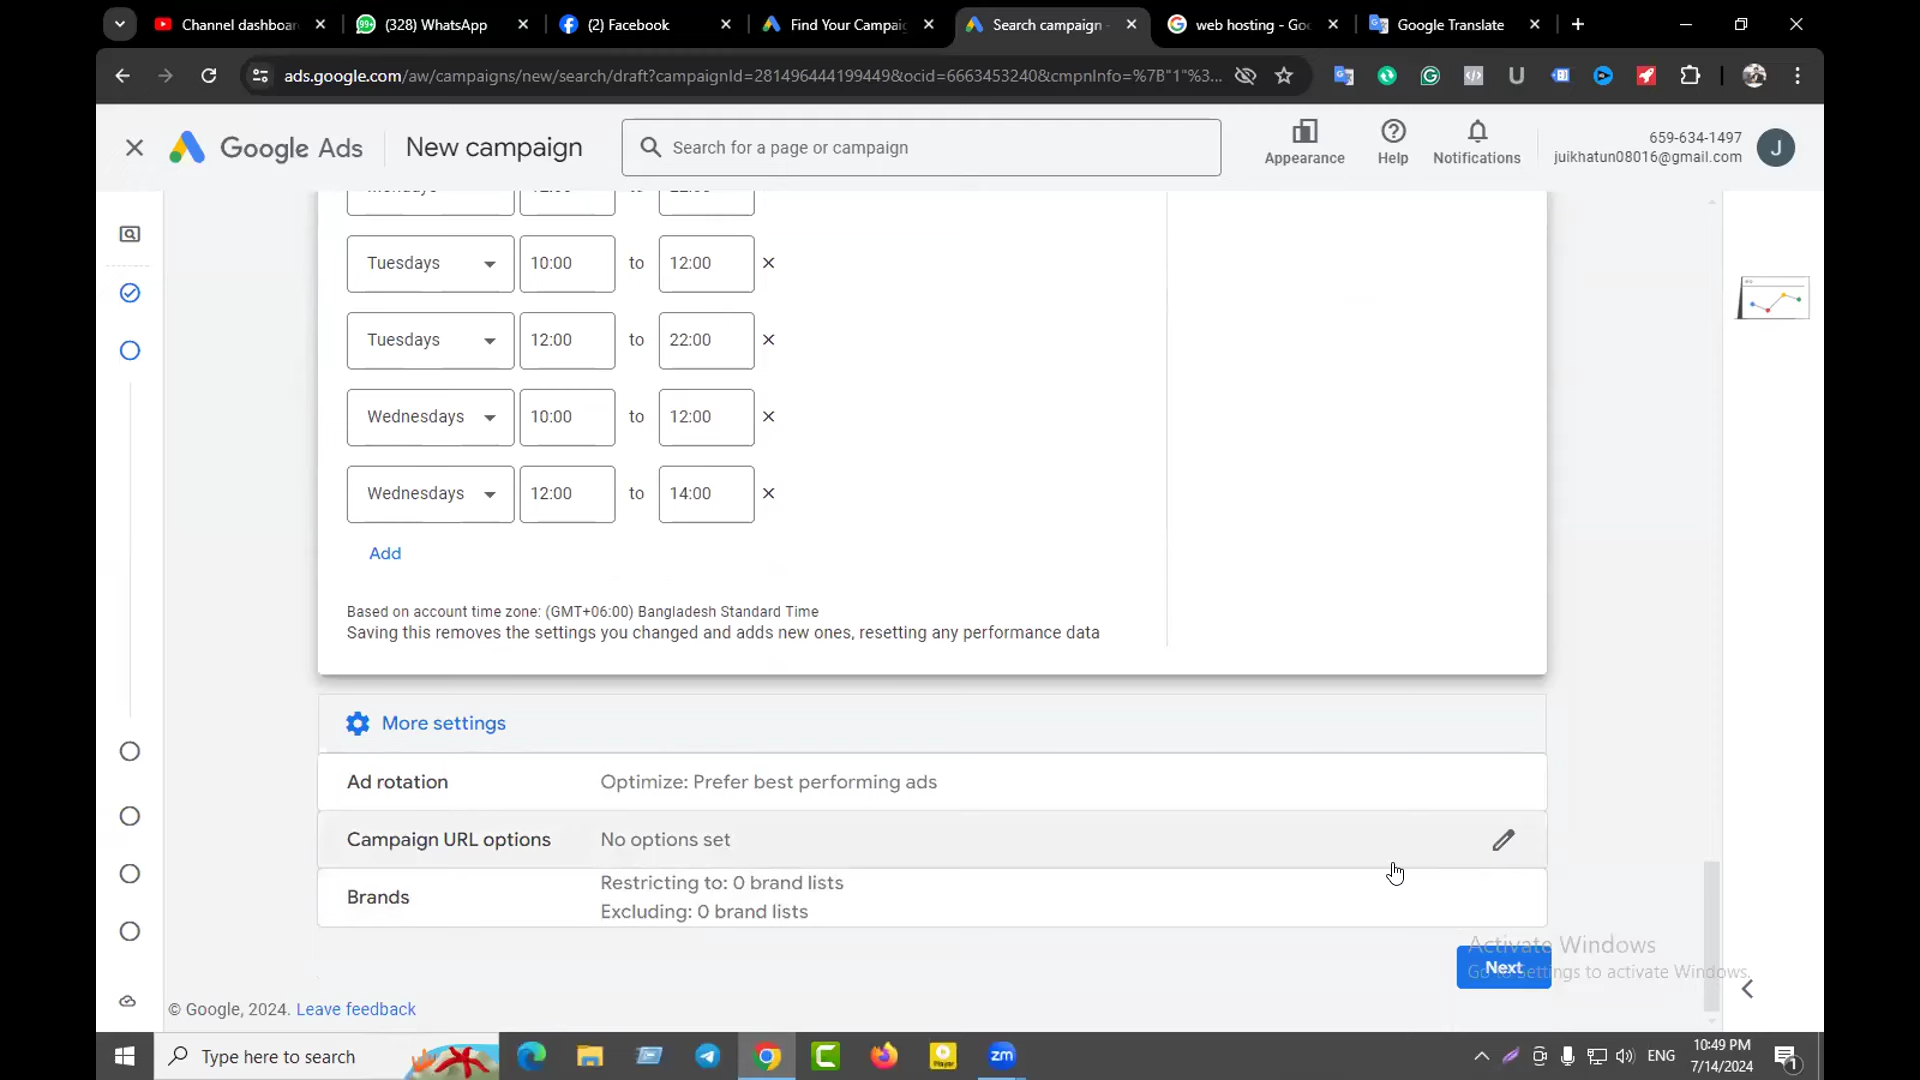 Channel dashboar
(328) WhatsApp
(2) Facebook
Find Your Campaig
Search campaign -
web hosting - Goo
Google Translate
ads.google.com/aw/campaigns/new/search/draft?campaignId=281496444199449&ocid=6663453240&cmpnInfo=%7B"1"%3...
Google Ads
New campaign
Search for a page or campaign
Appearance
Help
Notifications
659-634-1497
juikhatun08016@gmail.com
J
Tuesdays 10:00 to 12:00
Tuesdays 12:00 to 22:00
Wednesdays 10:00 to 12:00
Wednesdays 12:00 to 14:00
Add
Based on account time zone: (GMT+06:00) Bangladesh Standard Time
Saving this removes the settings you changed and adds new ones, resetting any performance data
More settings
Ad rotation Optimize: Prefer best performing ads
Campaign URL options No options set
Brands Restricting to: 0 brand lists
Excluding: 0 brand lists
Activate Windows
Go to Settings to activate Windows.
Next
© Google, 2024. Leave feedback
Type here to search
zm
ENG
10:49 PM
7/14/2024
1